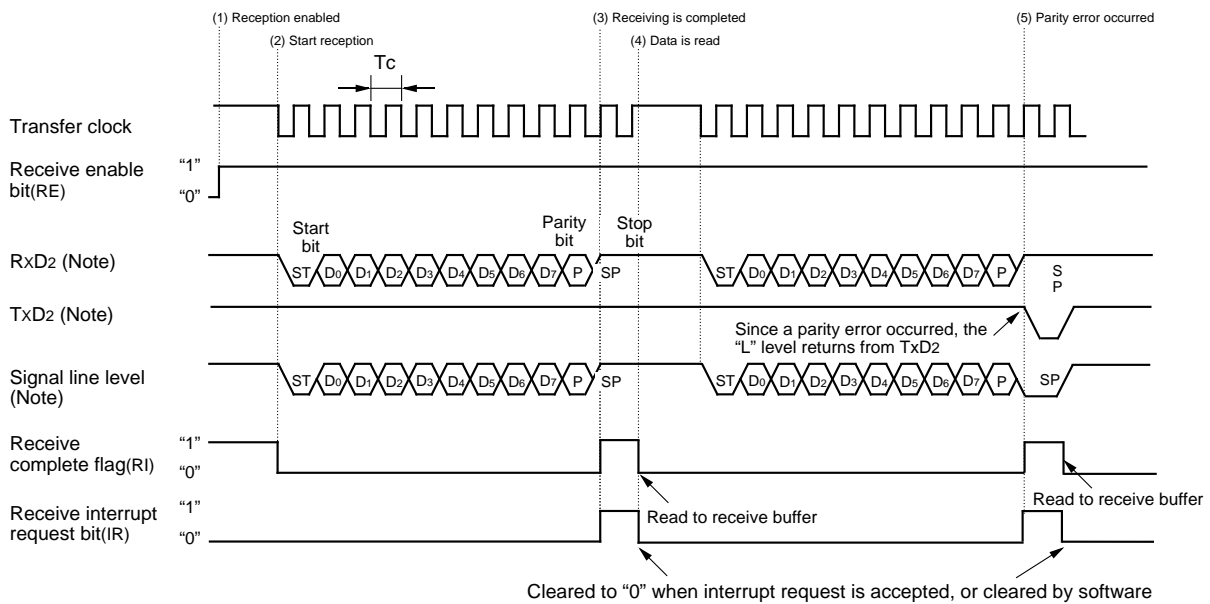 (1) Reception enabled
(3) Receiving is completed
(5) Parity error occurred
(2) Start reception
(4) Data is read
Tc
Transfer clock
Receive enable
bit(RE)
“1”
“0”
Start
bit
Parity
bit
Stop
bit
RxD2 (Note)
ST D0 D1 D2 D3 D4 D5 D6 D7 P SP
ST D0 D1 D2 D3 D4 D5 D6 D7 P
S
P
TxD2 (Note)
Since a parity error occurred, the
“L” level returns from TxD2
Signal line level
(Note)
ST D0 D1 D2 D3 D4 D5 D6 D7 P SP
ST D0 D1 D2 D3 D4 D5 D6 D7 P SP
Receive
complete flag(RI)
“1”
“0”
Read to receive buffer
Read to receive buffer
Receive interrupt
request bit(IR)
“1”
“0”
Cleared to “0” when interrupt request is accepted, or cleared by software